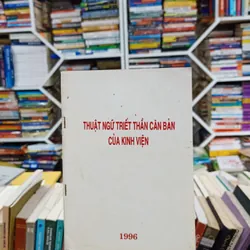 THUẬT NGỮ TRIẾT THẦN CĂN BẢN
CỦA KINH VIỆN
1996